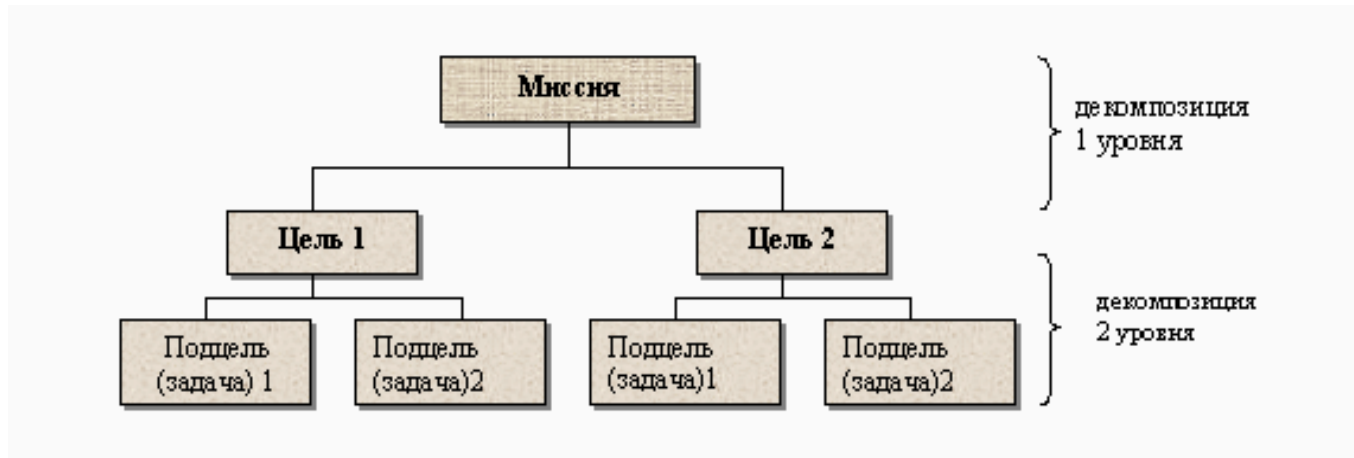 Миссия
декомпозиция
1 уровня
Цель 1
Цель 2
декомпозиция
2 уровня
Подцель
(задача) 1
Подцель
(задача)2
Подцель
(задача)1
Подцель
(задача)2